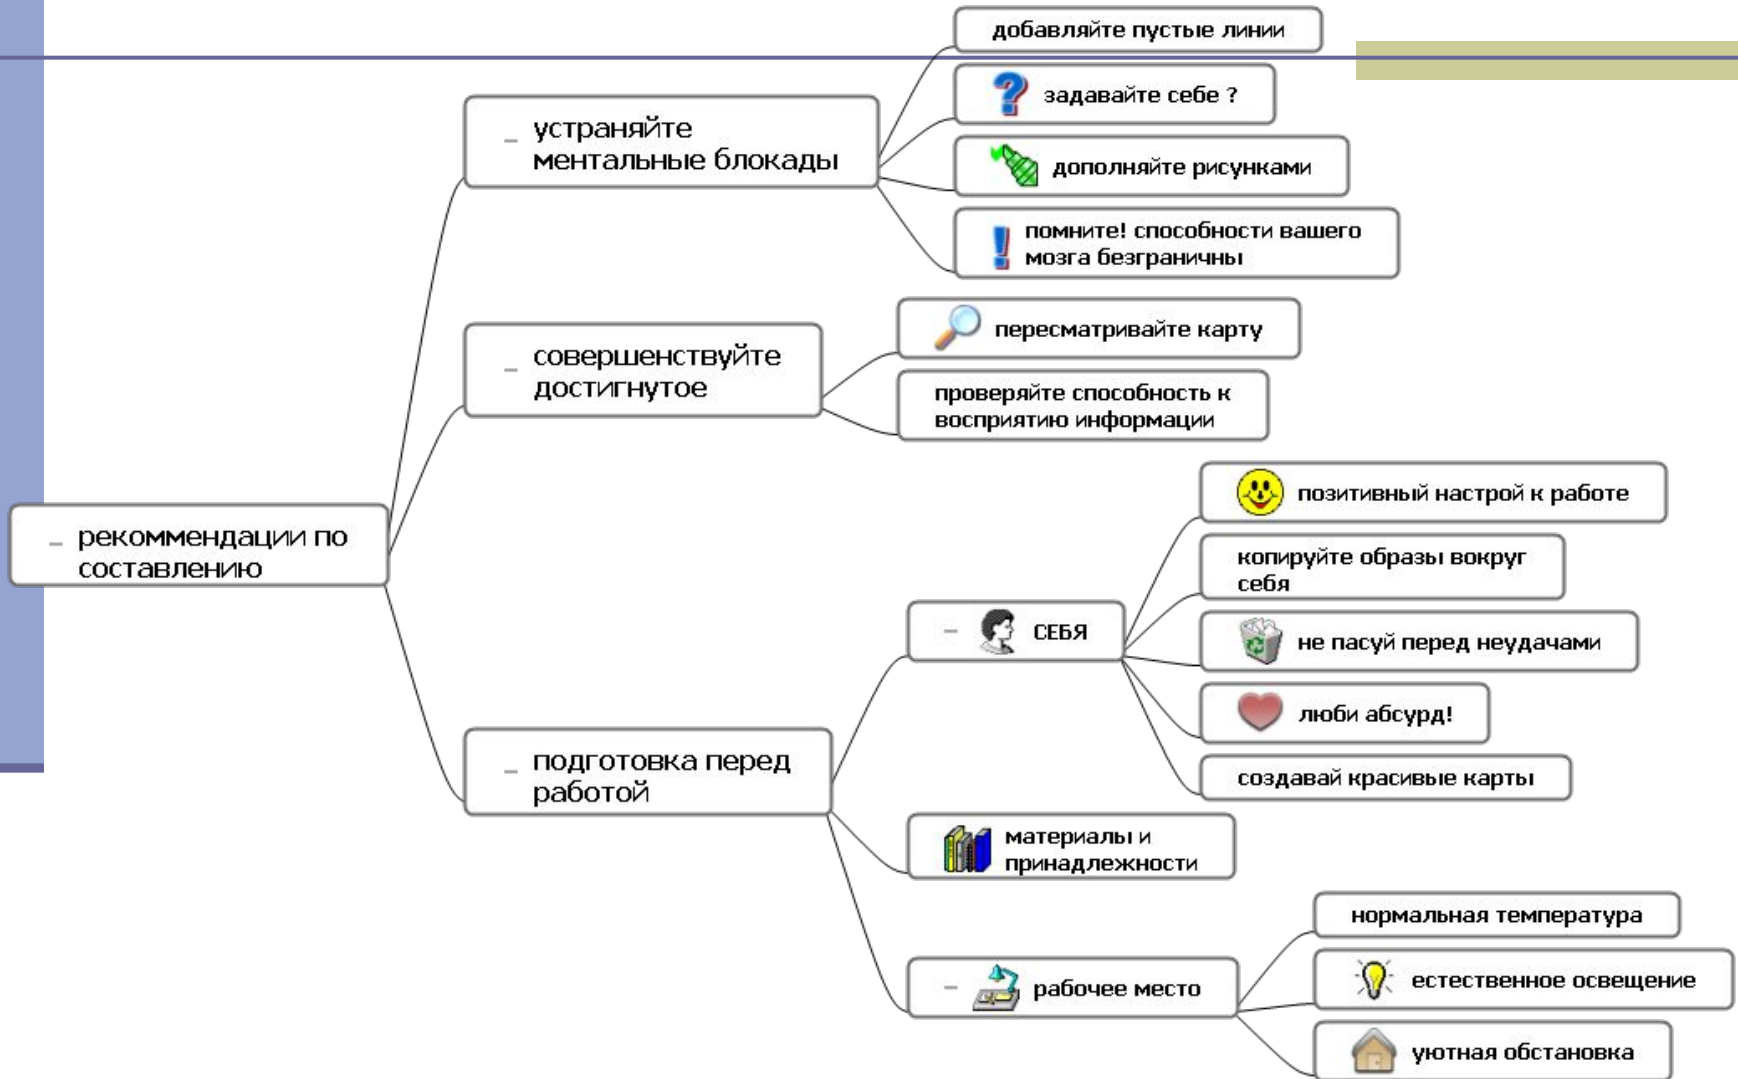 рекоммендации по
составлению
устраняйте
ментальные блокады
добавляйте пустые линии
задавайте себе ?
дополняйте рисунками
помните! способности вашего
мозга безграничны
совершенствуйте
достигнутое
пересматривайте карту
проверяйте способность к
восприятию информации
подготовка перед
работой
СЕБЯ
позитивный настрой к работе
копируйте образы вокруг
себя
не пасуй перед неудачами
люби абсурд!
создавай красивые карты
материалы и
принадлежности
рабочее место
нормальная температура
естественное освещение
уютная обстановка